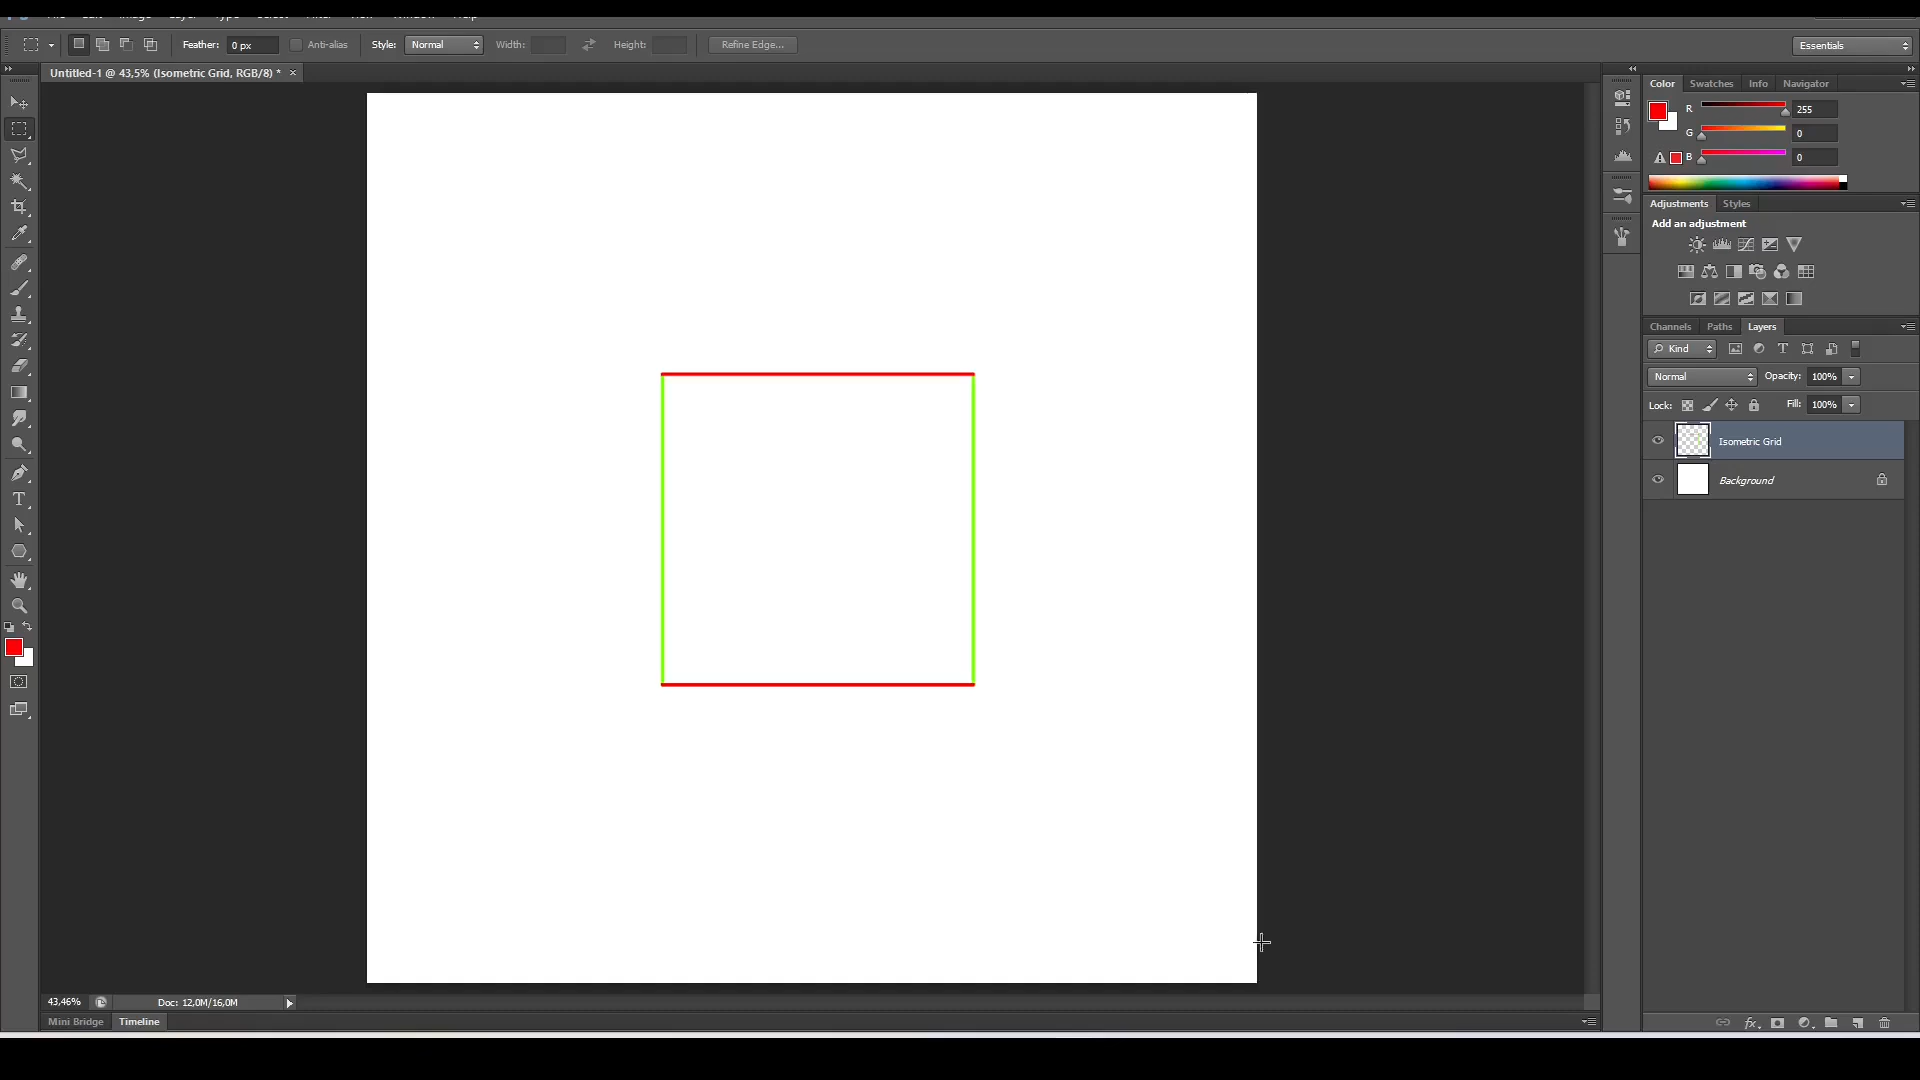 Feather: 0 px Anti-alias Style: Normal Width: Height: Refine Edge... Essentials
Untitled-1 @ 43,5% (Isometric Grid, RGB/8) * ×
Color Swatches Info Navigator
R 255
G 0
B 0
Adjustments Styles
Add an adjustment
Channels Paths Layers
Kind
Normal Opacity: 100%
Lock: Fill: 100%
Isometric Grid
Background
43,46% Doc: 12,0M/16,0M
Mini Bridge Timeline